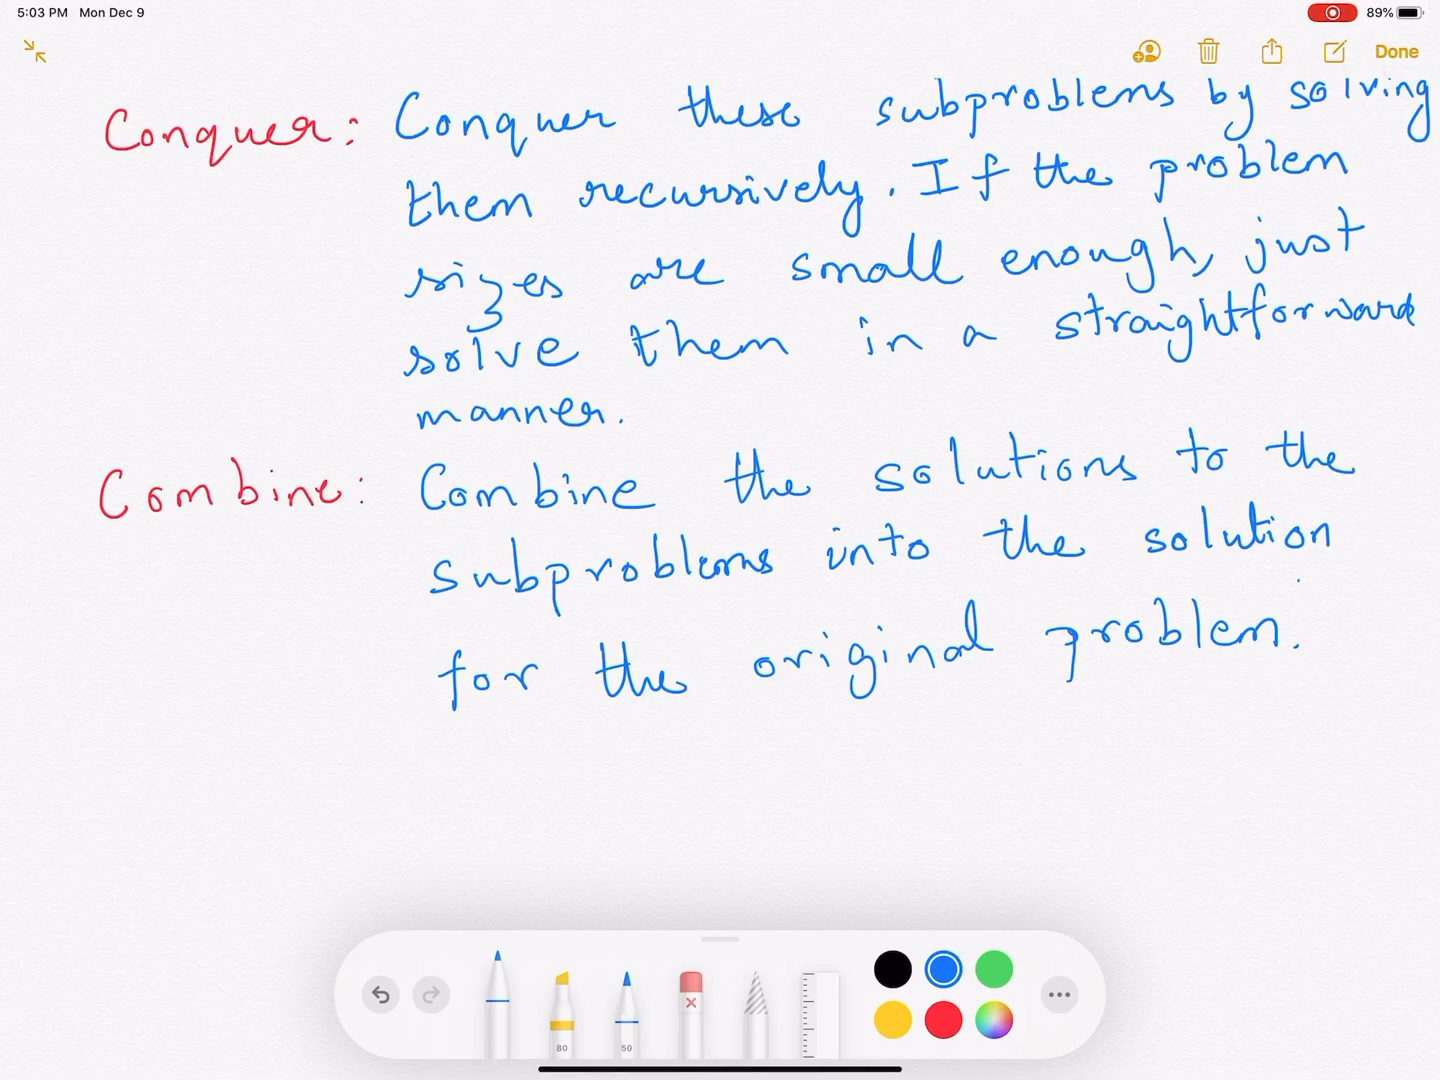 5:03 PM Mon Dec 9
89%
Done
Conquer: Conquer these subproblems by solving
them recursively. If the problem
sizes are small enough, just
solve them in a straightforward
manner.
Combine: Combine the solutions to the
subproblems into the solution
for the original problem.
80
50